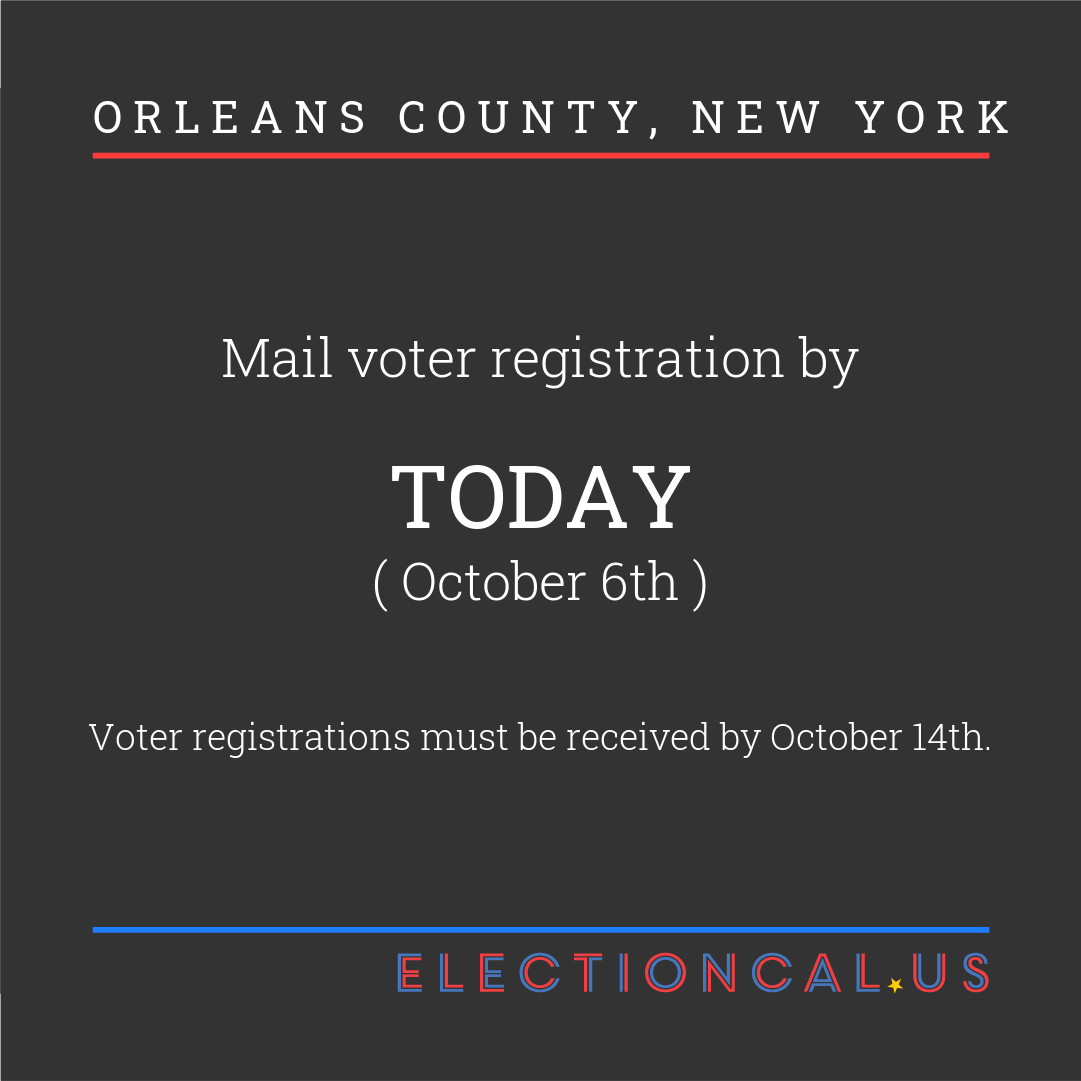 ORLEANS COUNTY, NEW YORK
Mail voter registration by
TODAY
( October 6th )
Voter registrations must be received by October 14th.
ELECTIONCAL.US